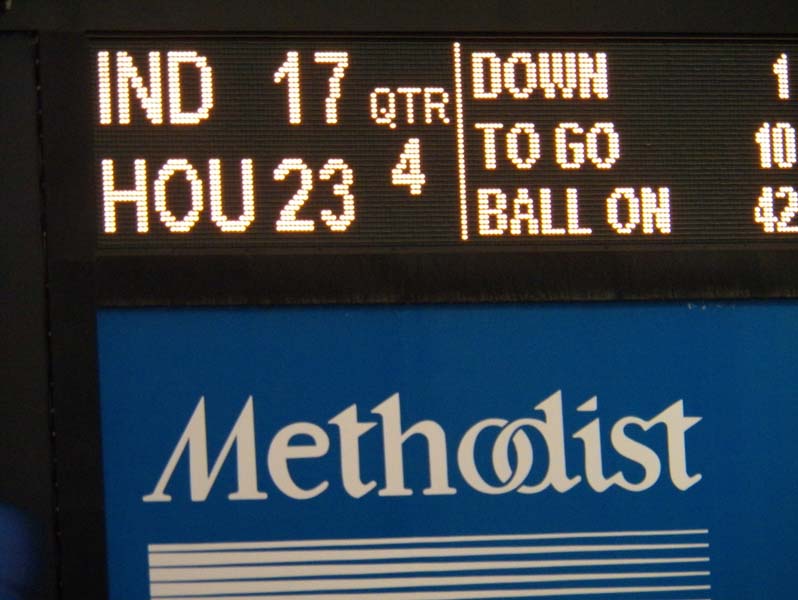 IND 17 QTR
HOU 23 4
DOWN 1
TO GO 10
BALL ON 42
Methodist